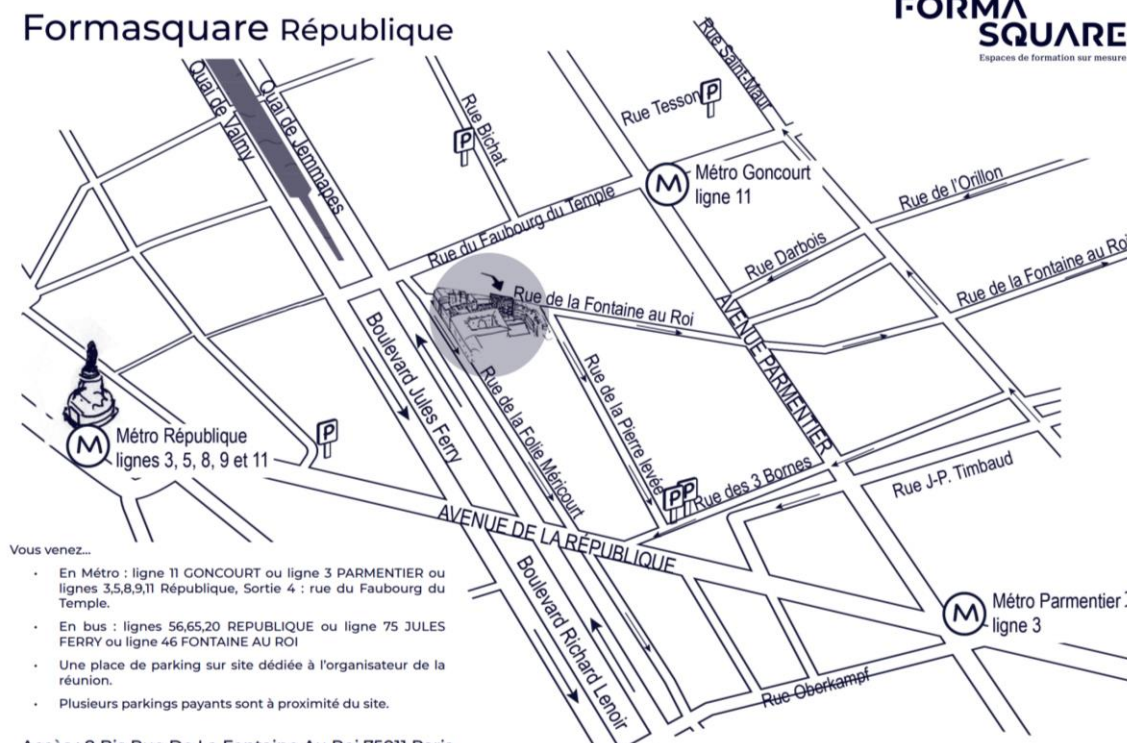 Formasquare République
FORMA
SQUARE
Espaces de formation sur mesure
Quai de Valmy
Quai de Jemmapes
Rue Bichat
P
Rue Saint-Maur
Rue Tesson
P
Métro Goncourt
ligne 11
M
Rue du Faubourg du Temple
Rue de l'Orillon
Rue Darbois
Rue de la Fontaine au Roi
Rue de la Fontaine au Roi
AVENUE PARMENTIER
Boulevard Jules Ferry
Rue de la Folie Méricourt
Rue de la Pierre levée
P
M
Métro République
lignes 3, 5, 8, 9 et 11
PP
Rue des 3 Bornes
Rue J-P. Timbaud
AVENUE DE LA RÉPUBLIQUE
Boulevard Richard Lenoir
M
Métro Parmentier
ligne 3
Rue Oberkampf
Vous venez...
• En Métro : ligne 11 GONCOURT ou ligne 3 PARMENTIER ou
lignes 3,5,8,9,11 République, Sortie 4 : rue du Faubourg du
Temple.
• En bus : lignes 56,65,20 REPUBLIQUE ou ligne 75 JULES
FERRY ou ligne 46 FONTAINE AU ROI
• Une place de parking sur site dédiée à l'organisateur de la
réunion.
• Plusieurs parkings payants sont à proximité du site.